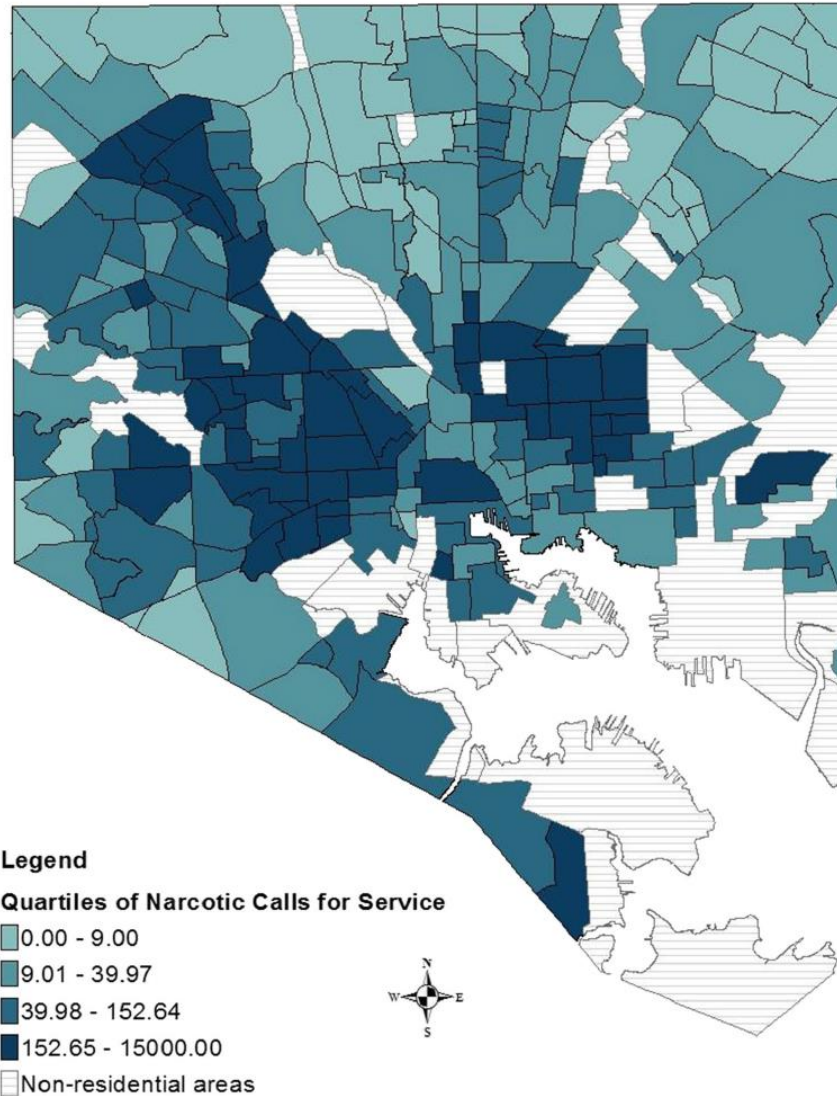 Legend
Quartiles of Narcotic Calls for Service
0.00 - 9.00
9.01 - 39.97
39.98 - 152.64
152.65 - 15000.00
Non-residential areas
N
W E
S